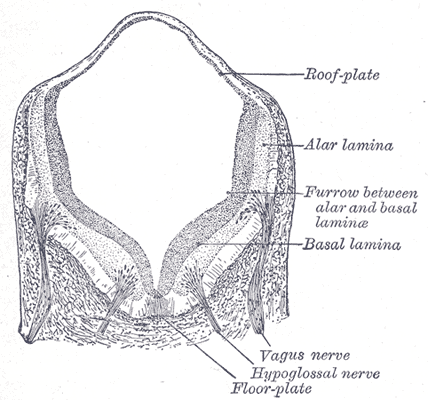 Roof-plate
Alar lamina
Furrow between
alar and basal
laminæ
Basal lamina
Vagus nerve
Hypoglossal nerve
Floor-plate